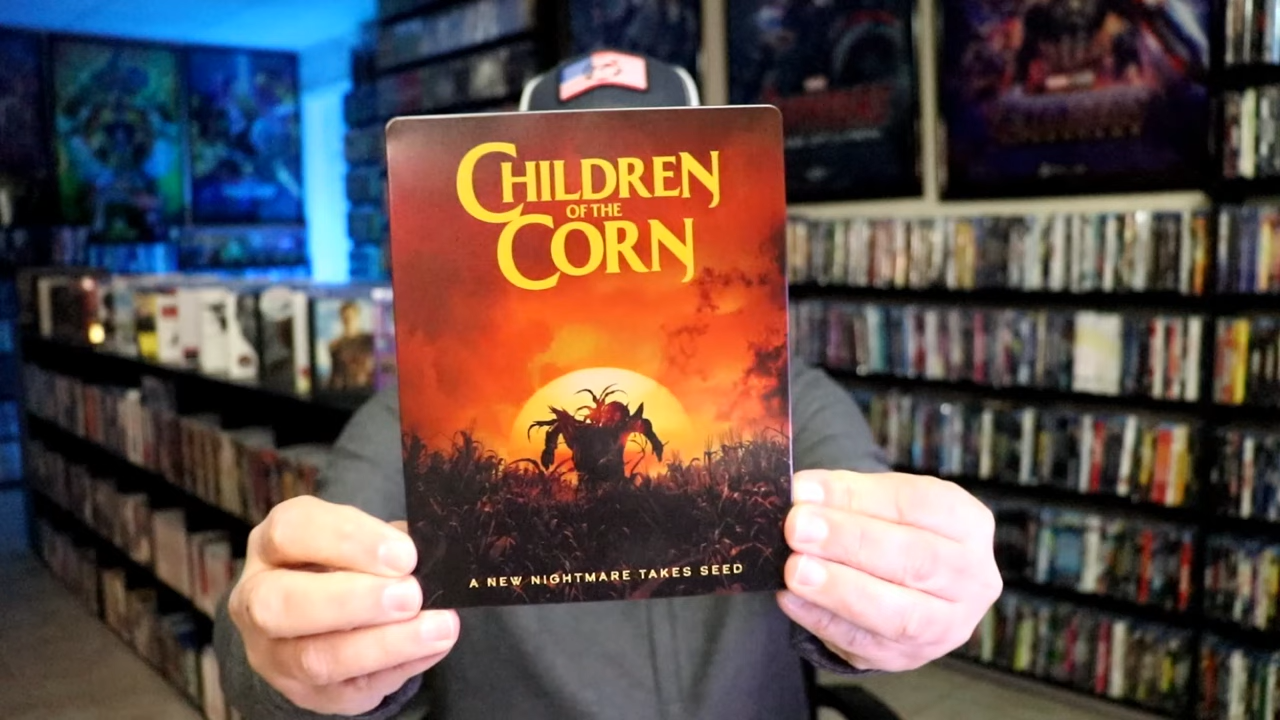 CHILDREN
OF THE
CORN
A NEW NIGHTMARE TAKES SEED